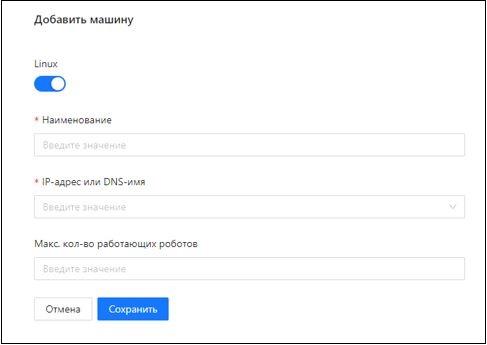 Добавить машину
Linux
* Наименование
Введите значение
* IP-адрес или DNS-имя
Введите значение
Макс. кол-во работающих роботов
Введите значение
Отмена Сохранить